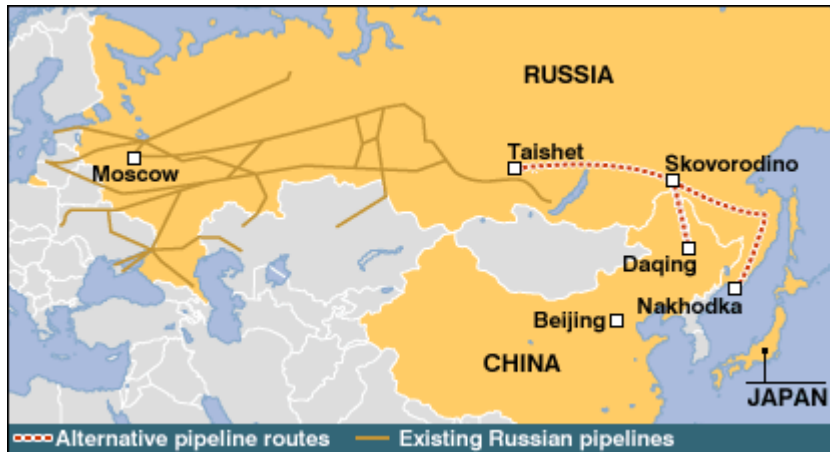 RUSSIA
Taishet
Skovorodino
Moscow
Daqing
Nakhodka
Beijing
CHINA
JAPAN
Alternative pipeline routes
Existing Russian pipelines